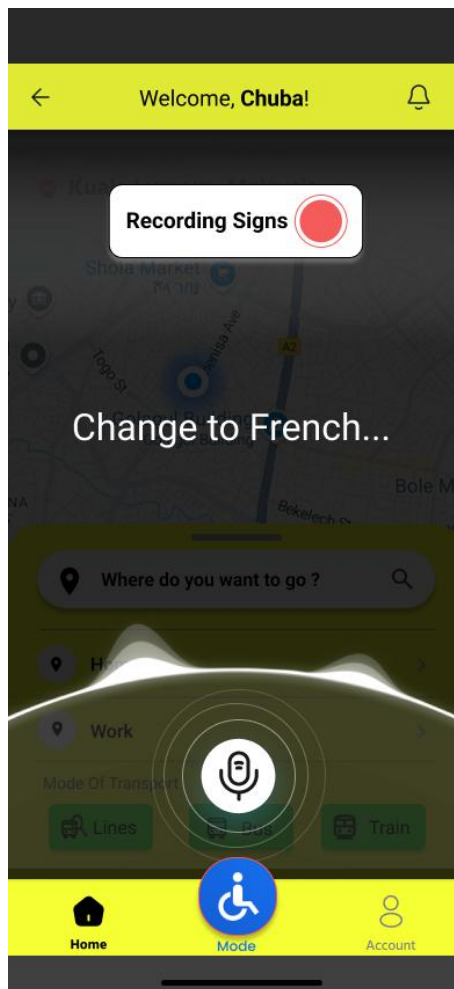 Welcome, Chuba!
Recording Signs
Shola Market
Togo St
A2
Change to French...
Bole M
NA
Bekelech St
Where do you want to go ?
Work
Mode Of Transport
Lines
Bus
Train
Home
Mode
Account